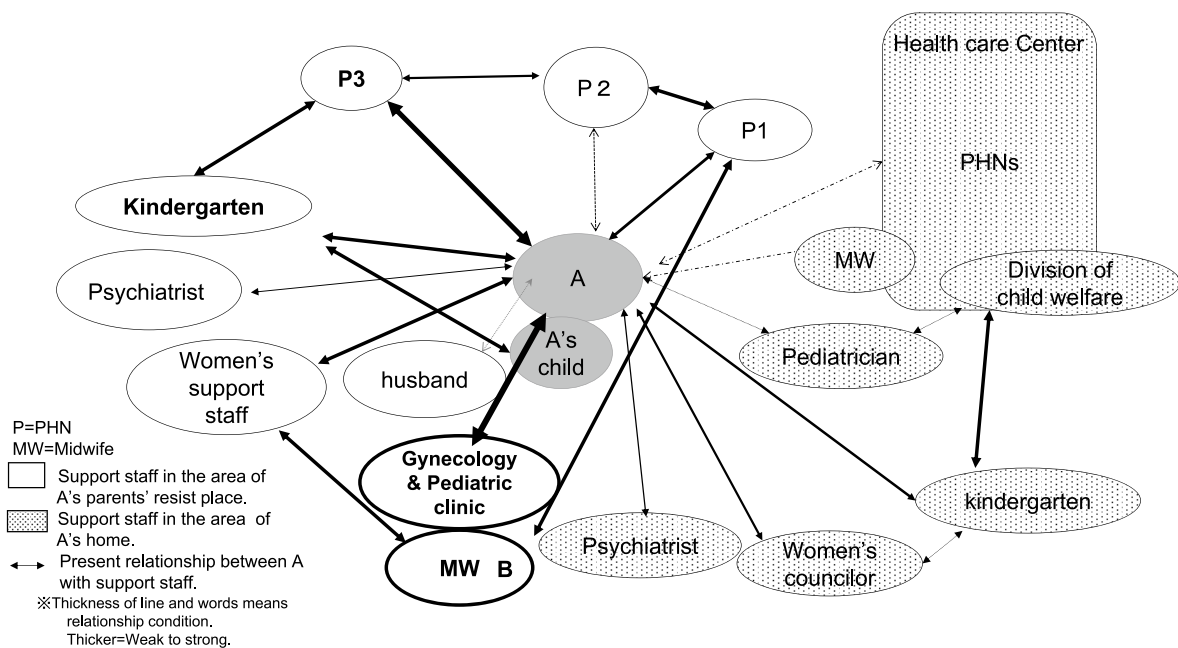 Health care Center
P3
P２
P1
PHNs
Kindergarten
MW
A
Division of
child welfare
Psychiatrist
A's
child
Pediatrician
Women's
support
staff
husband
Gynecology
& Pediatric
clinic
kindergarten
Psychiatrist
Women's
councilor
MW B
P=PHN
MW=Midwife
Support staff in the area of
A's parents' resist place.
Support staff in the area of
A's home.
Present relationship between A
with support staff.
※Thickness of line and words means
relationship condition.
Thicker=Weak to strong.